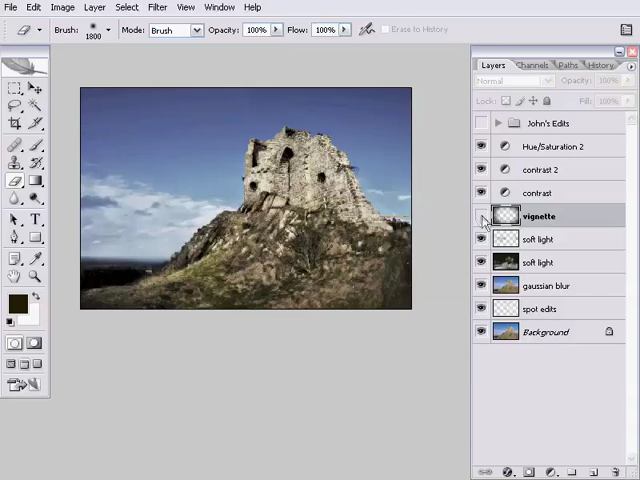 File Edit Image Layer Select Filter View Window Help
Brush: 1800 Mode: Brush Opacity: 100% Flow: 100% Erase to History
Layers Channels Paths History
Normal Opacity: 100%
Lock: Fill: 100%
John's Edits
Hue/Saturation 2
contrast 2
contrast
vignette
soft light
soft light
gaussian blur
spot edits
Background
T